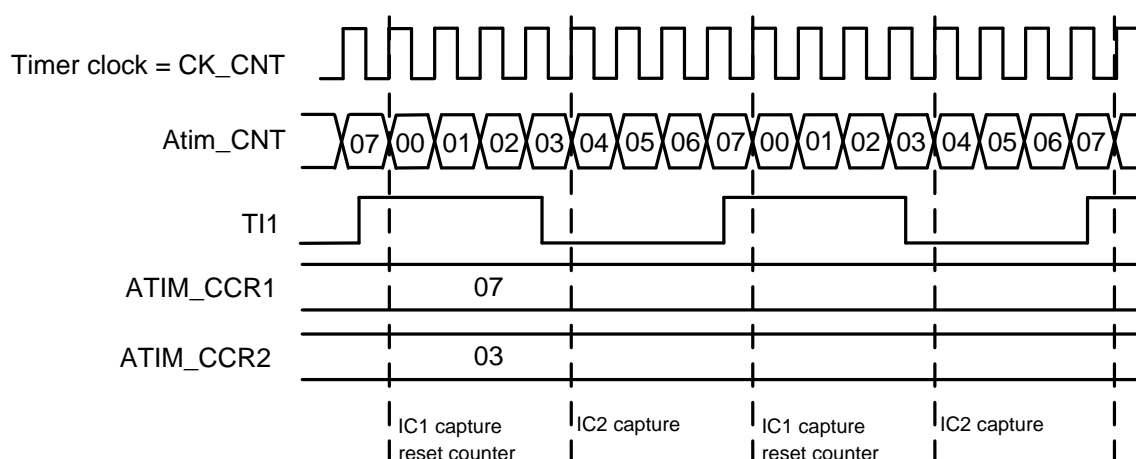 Timer clock = CK_CNT
Atim_CNT
07 00 01 02 03 04 05 06 07 00 01 02 03 04 05 06 07
TI1
ATIM_CCR1
07
ATIM_CCR2
03
IC1 capture
reset counter
IC2 capture
IC1 capture
reset counter
IC2 capture